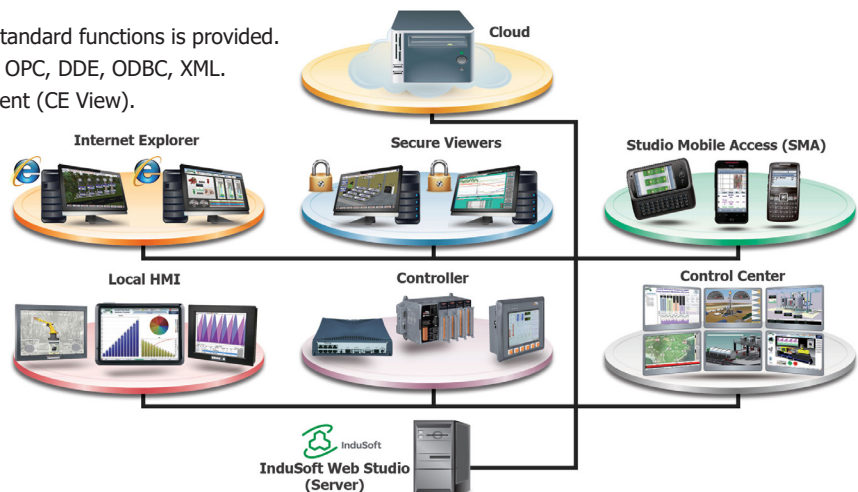 tandard functions is provided.
OPC, DDE, ODBC, XML.
ent (CE View).
Cloud
Internet Explorer
Secure Viewers
Studio Mobile Access (SMA)
Local HMI
Controller
Control Center
InduSoft
InduSoft Web Studio
(Server)